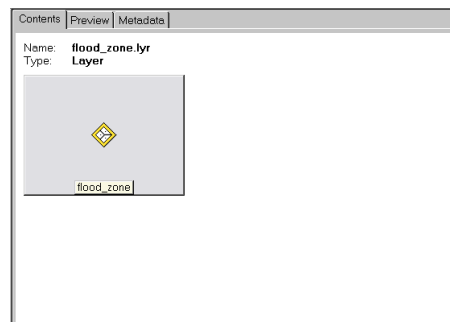 Contents Preview Metadata
Name: flood_zone.lyr
Type: Layer
flood_zone